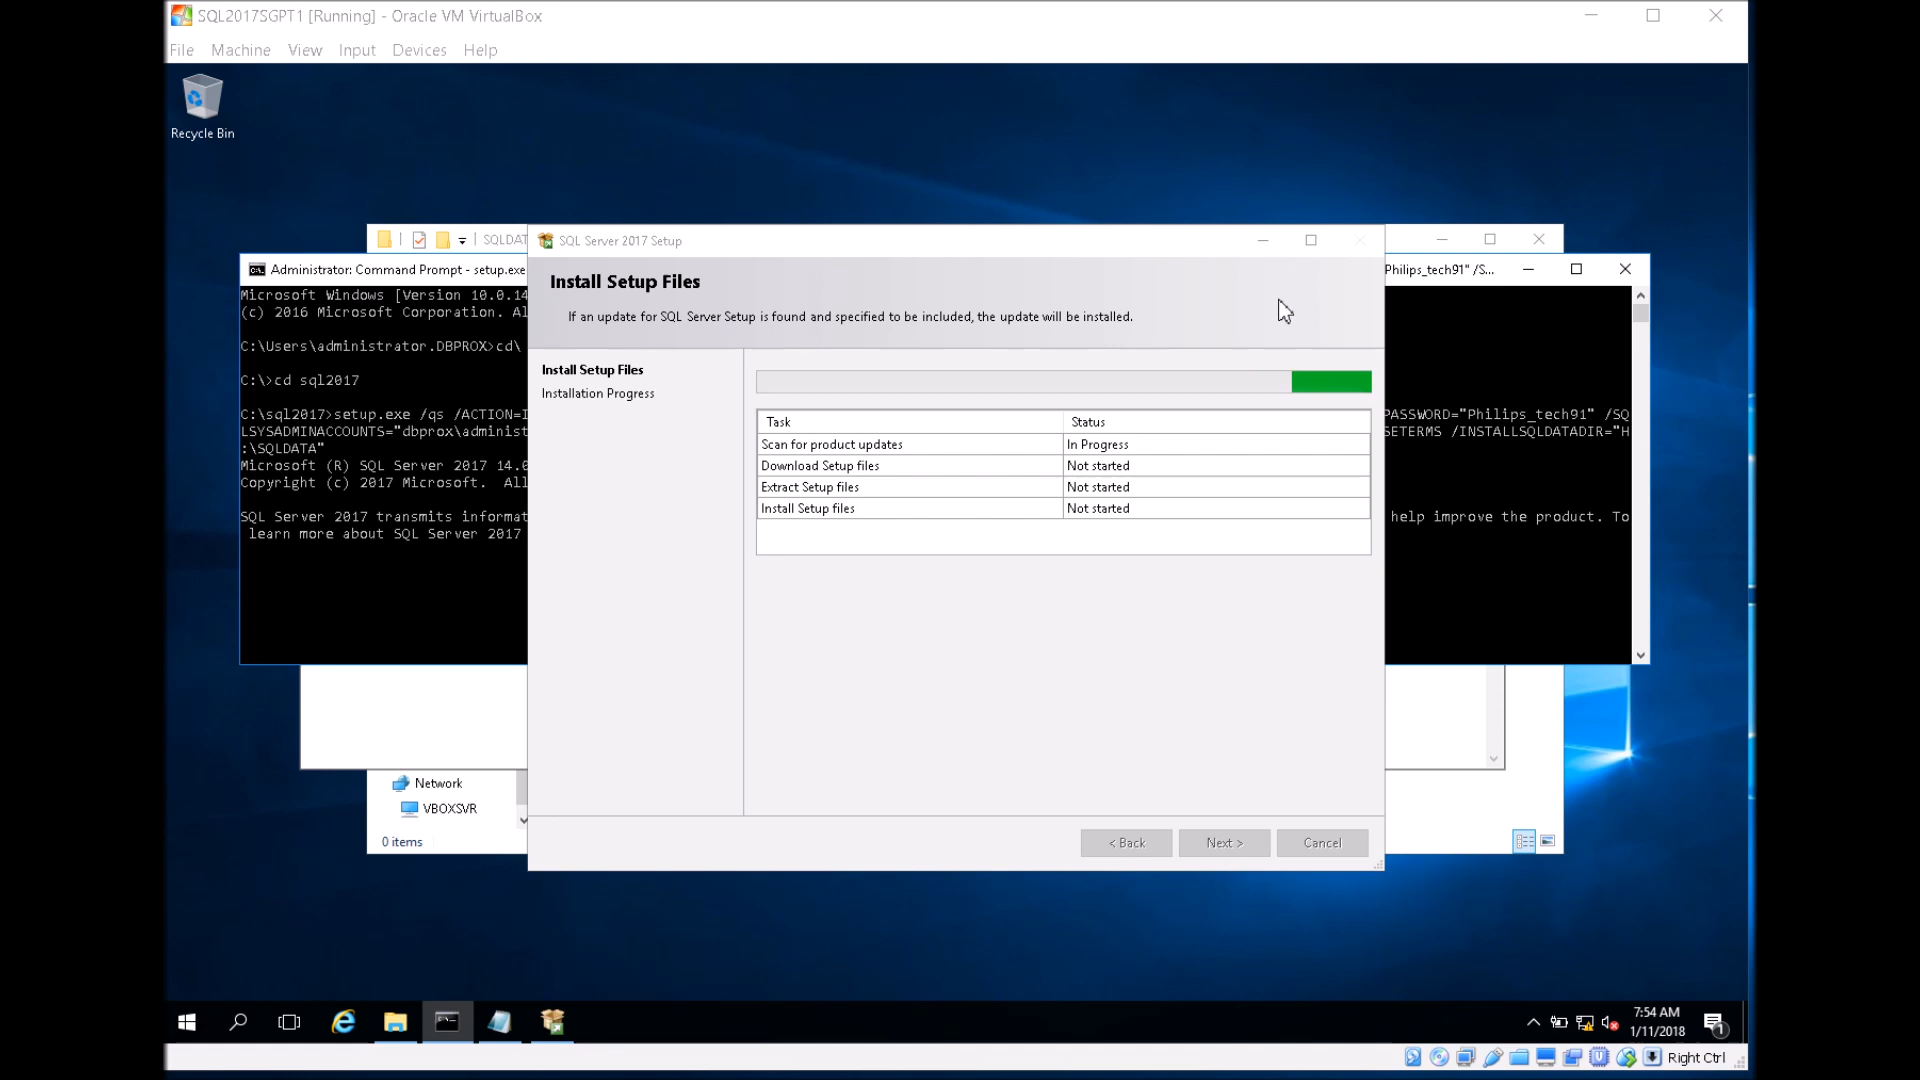 SQL2017SGPT1 [Running] - Oracle VM VirtualBox
File Machine View Input Devices Help
Recycle Bin
SQLDAT
SQL Server 2017 Setup
Administrator: Command Prompt - setup.exe
Philips_tech91" /S...
Install Setup Files
If an update for SQL Server Setup is found and specified to be included, the update will be installed.
Microsoft Windows [Version 10.0.14
(c) 2016 Microsoft Corporation. Al
C:\Users\administrator.DBPROX>cd\
C:\>cd sql2017
C:\sql2017>setup.exe /qs /ACTION=I
PASSWORD="Philips_tech91" /SQ
LSYSADMINACCOUNTS="dbprox\administ
SETERMS /INSTALLSQLDATADIR="H
:\SQLDATA"
Microsoft (R) SQL Server 2017 14.0
Copyright (c) 2017 Microsoft. All
SQL Server 2017 transmits informat
help improve the product. To
learn more about SQL Server 2017
Install Setup Files
Installation Progress
Task Status
Scan for product updates In Progress
Download Setup files Not started
Extract Setup files Not started
Install Setup files Not started
Network
VBOXSVR
0 items
< Back Next > Cancel
7:54 AM
1/11/2018
1
Right Ctrl